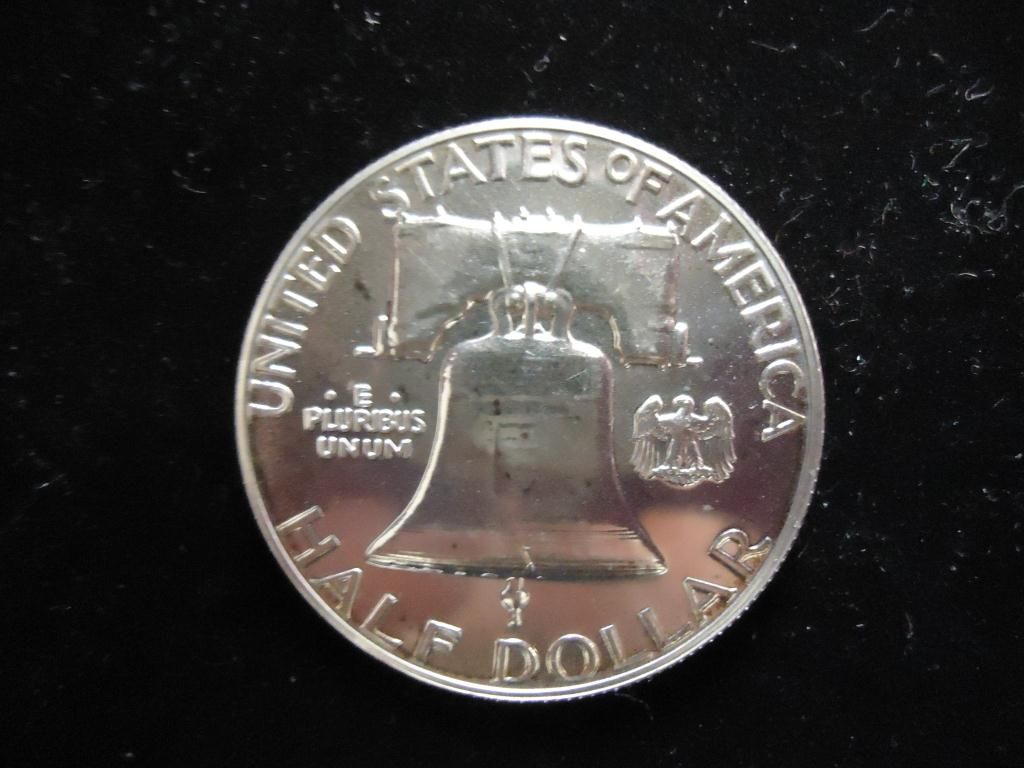 UNITED STATES OF AMERICA
· E ·
PLURIBUS
UNUM
HALF DOLLAR